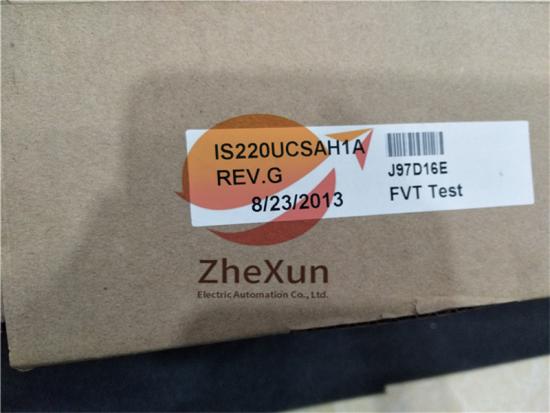 IS220UCSAH1A
REV.G
8/23/2013
J97D16E
FVT Test
ZheXun
Electric Automation Co., Ltd.